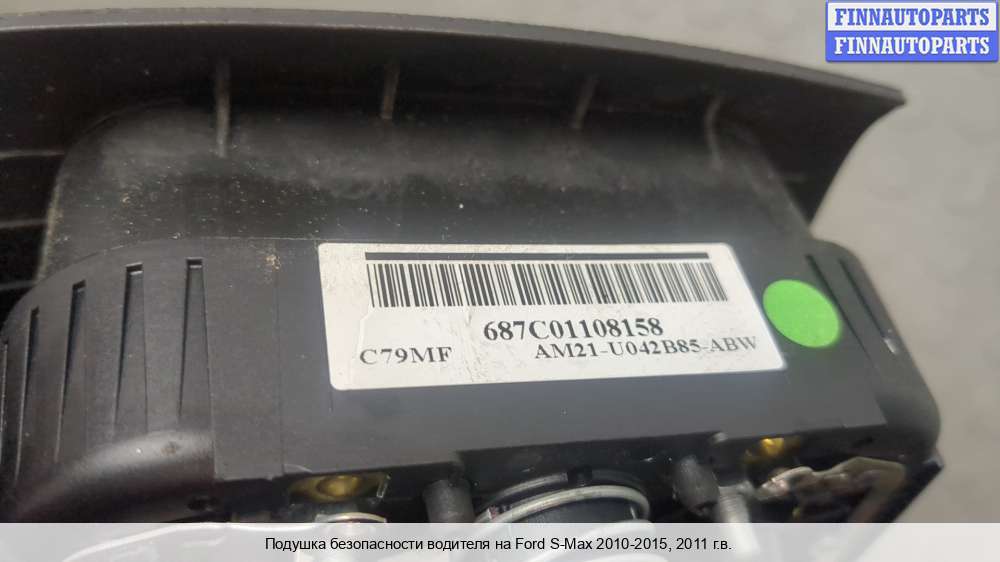 FINNAUTOPARTS
FINNAUTOPARTS
687C01108158
C79MF AM21-U042B85-ABW
Подушка безопасности водителя на Ford S-Max 2010-2015, 2011 г.в.